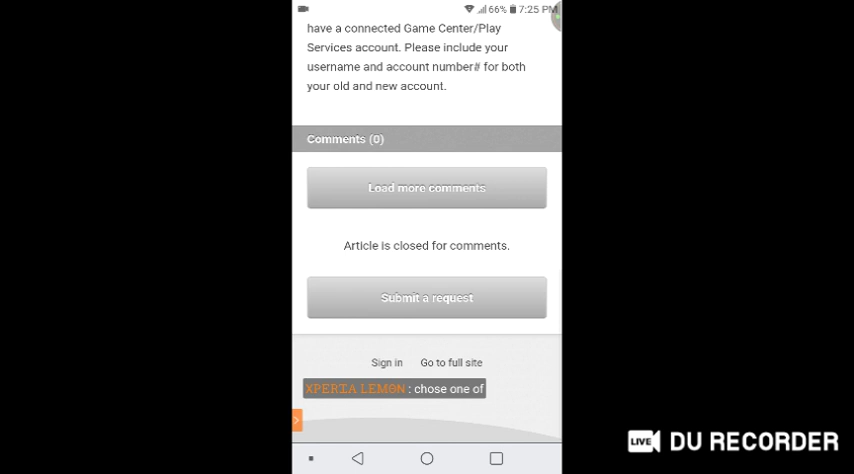 66% 7:25 PM
have a connected Game Center/Play
Services account. Please include your
username and account number# for both
your old and new account.
Comments (0)
Load more comments
Article is closed for comments.
Submit a request
Sign in Go to full site
XPERIA LEMON : chose one of
LIVE DU RECORDER